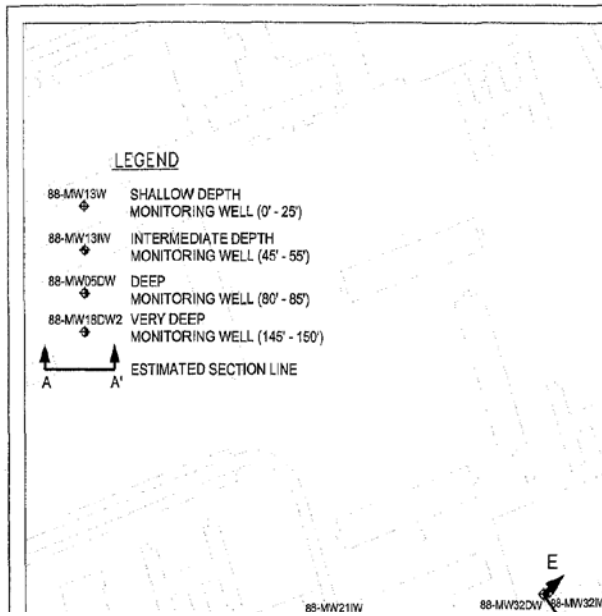 LEGEND
88-MW13W SHALLOW DEPTH
MONITORING WELL (0' - 25')
88-MW13IW INTERMEDIATE DEPTH
MONITORING WELL (45' - 55')
88-MW05DW DEEP
MONITORING WELL (80' - 85')
88-MW18DW2 VERY DEEP
MONITORING WELL (145' - 150')
A A' ESTIMATED SECTION LINE
E
88-MW21IW 88-MW32DW